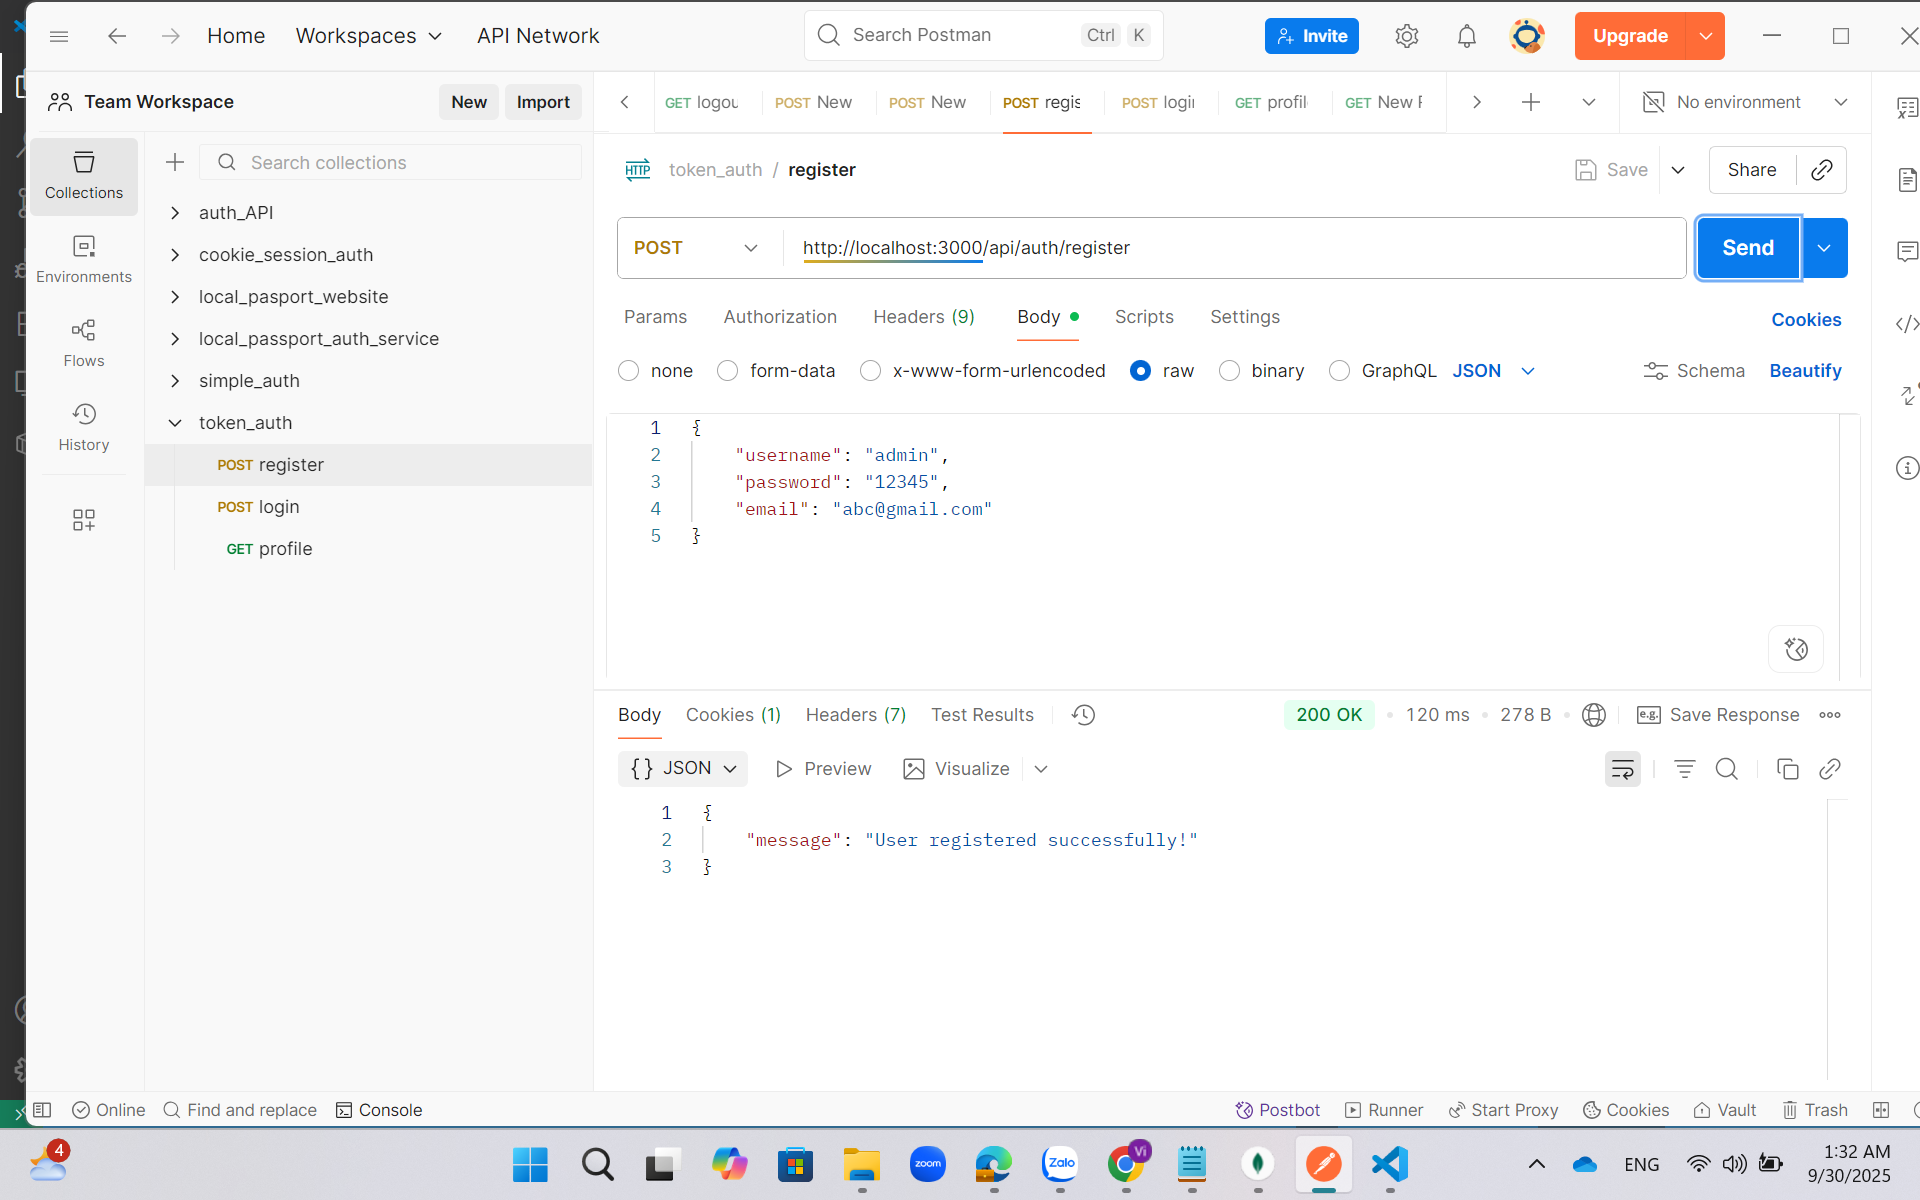 Home Workspaces API Network Search Postman Ctrl K Invite Upgrade
Team Workspace New Import GET logou POST New POST New POST regis POST login GET profil GET New No environment
Collections
Environments
Flows
History
Search collections
auth_API
cookie_session_auth
local_pasport_website
local_passport_auth_service
simple_auth
token_auth
POST register
POST login
GET profile
HTTP token_auth / register Save Share
POST http://localhost:3000/api/auth/register Send
Params Authorization Headers (9) Body Scripts Settings Cookies
none form-data x-www-form-urlencoded raw binary GraphQL JSON Schema Beautify
1 {
2 "username": "admin",
3 "password": "12345",
4 "email": "abc@gmail.com"
5 }
Body Cookies (1) Headers (7) Test Results 200 OK • 120 ms • 278 B • e.g. Save Response
{} JSON Preview Visualize
1 {
2 "message": "User registered successfully!"
3 }
Online Find and replace Console Postbot Runner Start Proxy Cookies Vault Trash
4 zoom Zalo Vi ENG 1:32 AM
9/30/2025